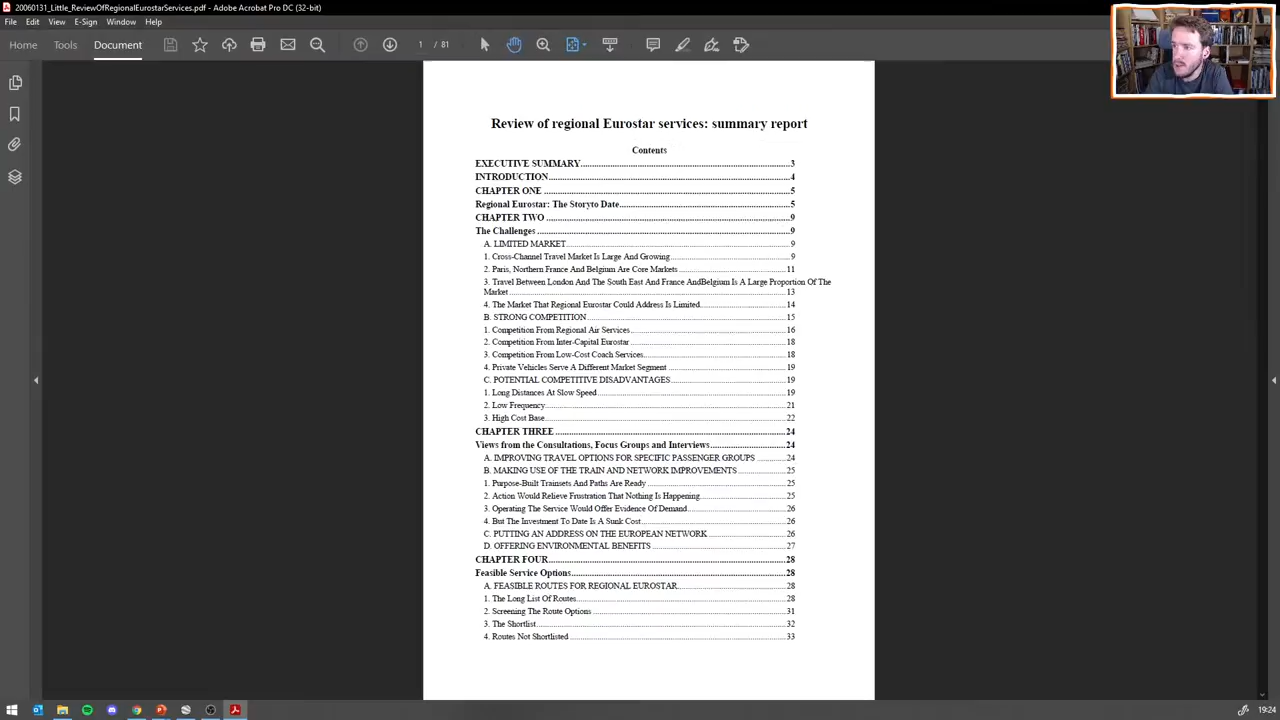 20060131_Little_ReviewOfRegionalEurostarServices.pdf - Adobe Acrobat Pro DC (32-bit)
File Edit View E-Sign Window Help
Home Tools Document 1 / 81
Review of regional Eurostar services: summary report
Contents
EXECUTIVE SUMMARY 3
INTRODUCTION 4
CHAPTER ONE 5
Regional Eurostar: The Storyto Date 5
CHAPTER TWO 9
The Challenges 9
A. LIMITED MARKET 9
1. Cross-Channel Travel Market Is Large And Growing 9
2. Paris, Northern France And Belgium Are Core Markets 11
3. Travel Between London And The South East And France AndBelgium Is A Large Proportion Of The
Market 13
4. The Market That Regional Eurostar Could Address Is Limited 14
B. STRONG COMPETITION 15
1. Competition From Regional Air Services 16
2. Competition From Inter-Capital Eurostar 18
3. Competition From Low-Cost Coach Services 18
4. Private Vehicles Serve A Different Market Segment 19
C. POTENTIAL COMPETITIVE DISADVANTAGES 19
1. Long Distances At Slow Speed 19
2. Low Frequency 21
3. High Cost Base 22
CHAPTER THREE 24
Views from the Consultations, Focus Groups and Interviews 24
A. IMPROVING TRAVEL OPTIONS FOR SPECIFIC PASSENGER GROUPS 24
B. MAKING USE OF THE TRAIN AND NETWORK IMPROVEMENTS 25
1. Purpose-Built Trainsets And Paths Are Ready 25
2. Action Would Relieve Frustration That Nothing Is Happening 25
3. Operating The Service Would Offer Evidence Of Demand 26
4. But The Investment To Date Is A Sunk Cost 26
C. PUTTING AN ADDRESS ON THE EUROPEAN NETWORK 26
D. OFFERING ENVIRONMENTAL BENEFITS 27
CHAPTER FOUR 28
Feasible Service Options 28
A. FEASIBLE ROUTES FOR REGIONAL EUROSTAR 28
1. The Long List Of Routes 28
2. Screening The Route Options 31
3. The Shortlist 32
4. Routes Not Shortlisted 33
19:24